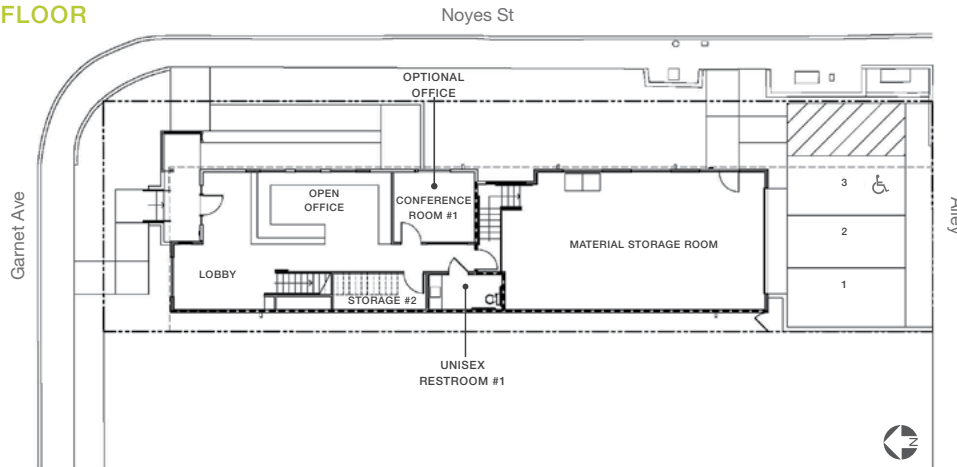 FLOOR
Noyes St
OPTIONAL
OFFICE
Garnet Ave
OPEN
OFFICE
CONFERENCE
ROOM #1
3
Alley
2
MATERIAL STORAGE ROOM
LOBBY
1
STORAGE #2
UNISEX
RESTROOM #1
N